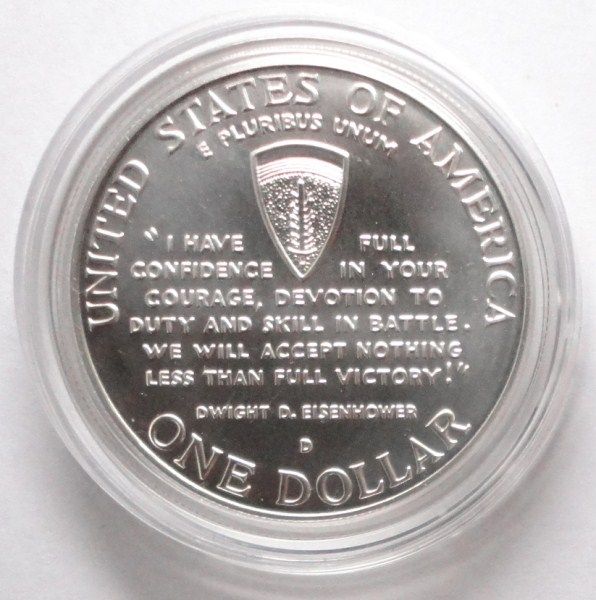 UNITED STATES OF AMERICA
E PLURIBUS UNUM
"I HAVE FULL
CONFIDENCE IN YOUR
COURAGE, DEVOTION TO
DUTY AND SKILL IN BATTLE.
WE WILL ACCEPT NOTHING
LESS THAN FULL VICTORY!"
DWIGHT D. EISENHOWER
D
ONE DOLLAR